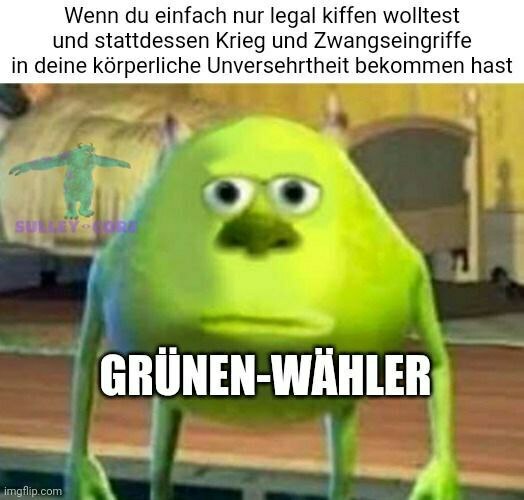 Wenn du einfach nur legal kiffen wolltest
und stattdessen Krieg und Zwangseingriffe
in deine körperliche Unversehrtheit bekommen hast
SULLEY-CORE
GRÜNEN-WÄHLER
imgflip.com